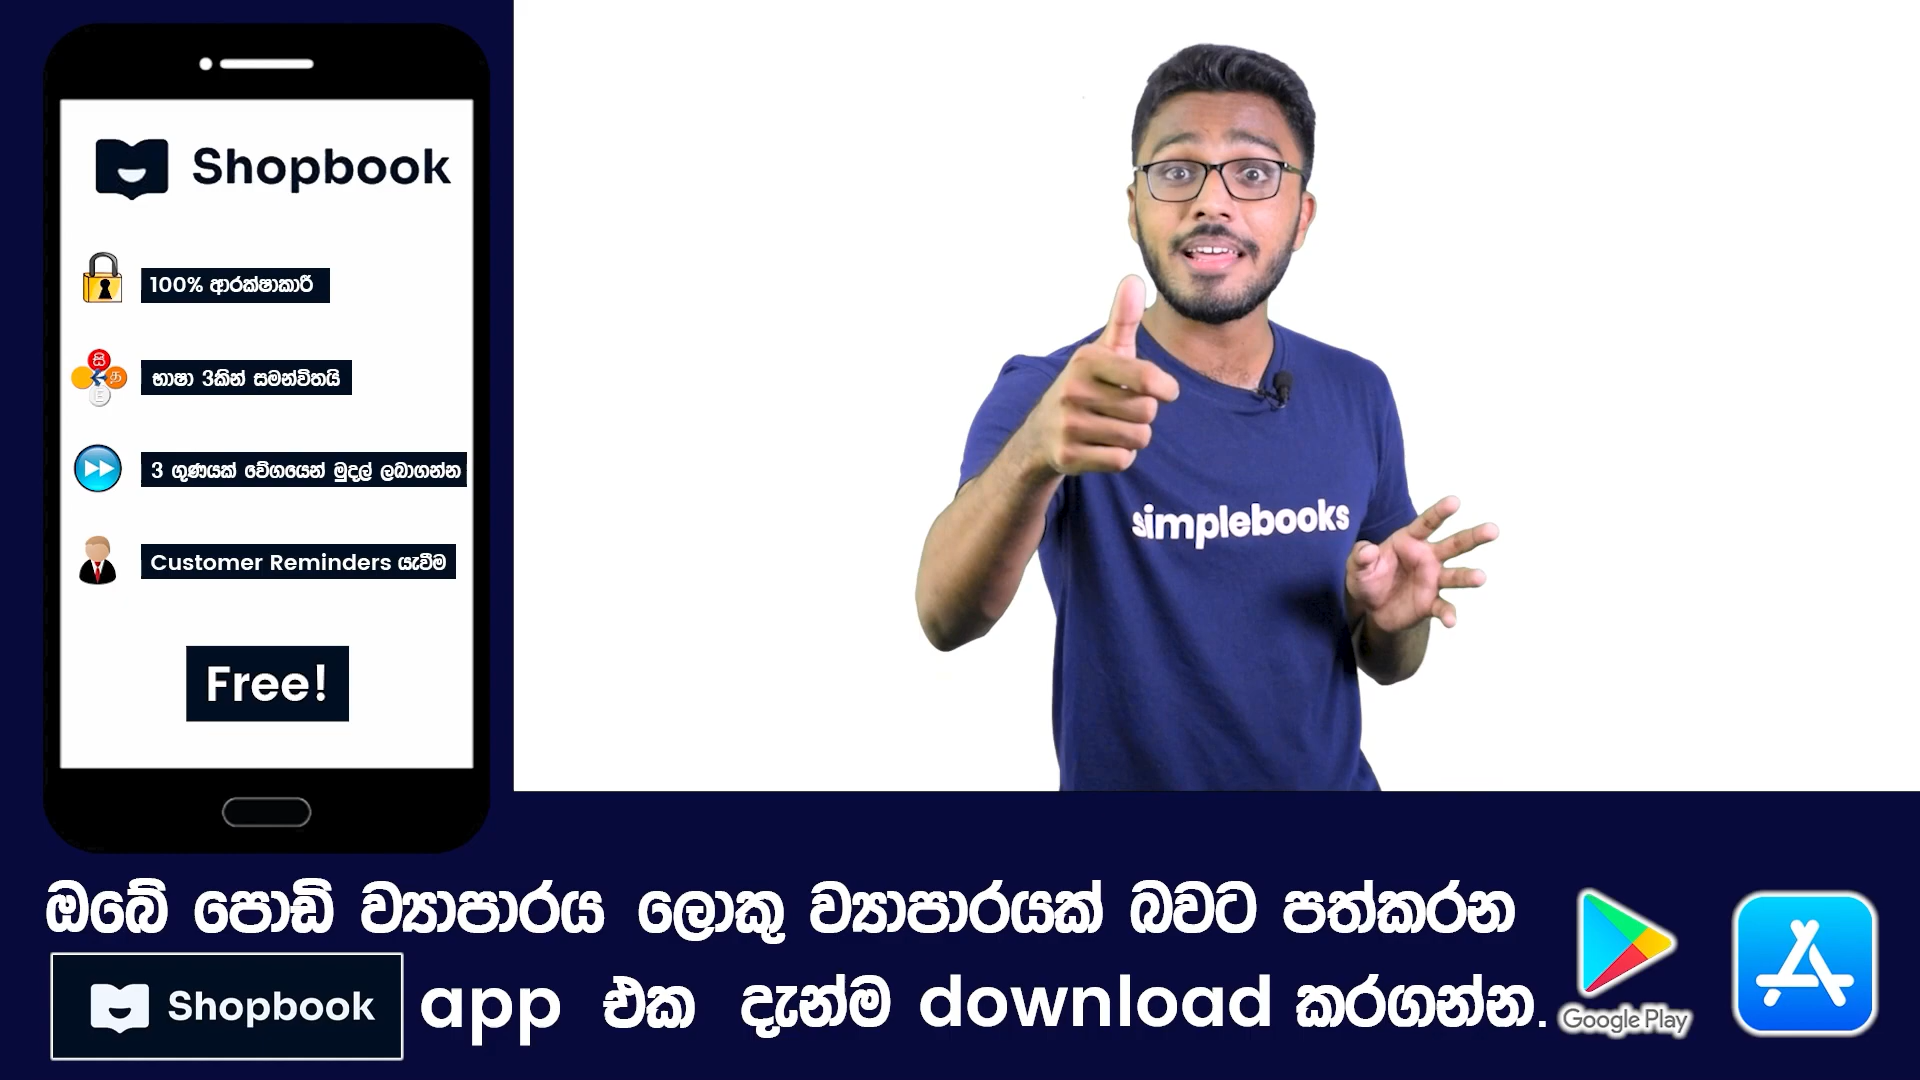 Shopbook
100% ආරක්ෂාකාරී
සි
த
E
භාෂා 3කින් සමන්විතයි
3 ගුණයක් වේගයෙන් මුදල් ලබාගන්න
Customer Reminders යැවීම
Free!
simplebooks
ඔබේ පොඩි ව්‍යාපාරය ලොකු ව්‍යාපාරයක් බවට පත්කරන
Shopbook app එක දැන්ම download කරගන්න.
Google Play